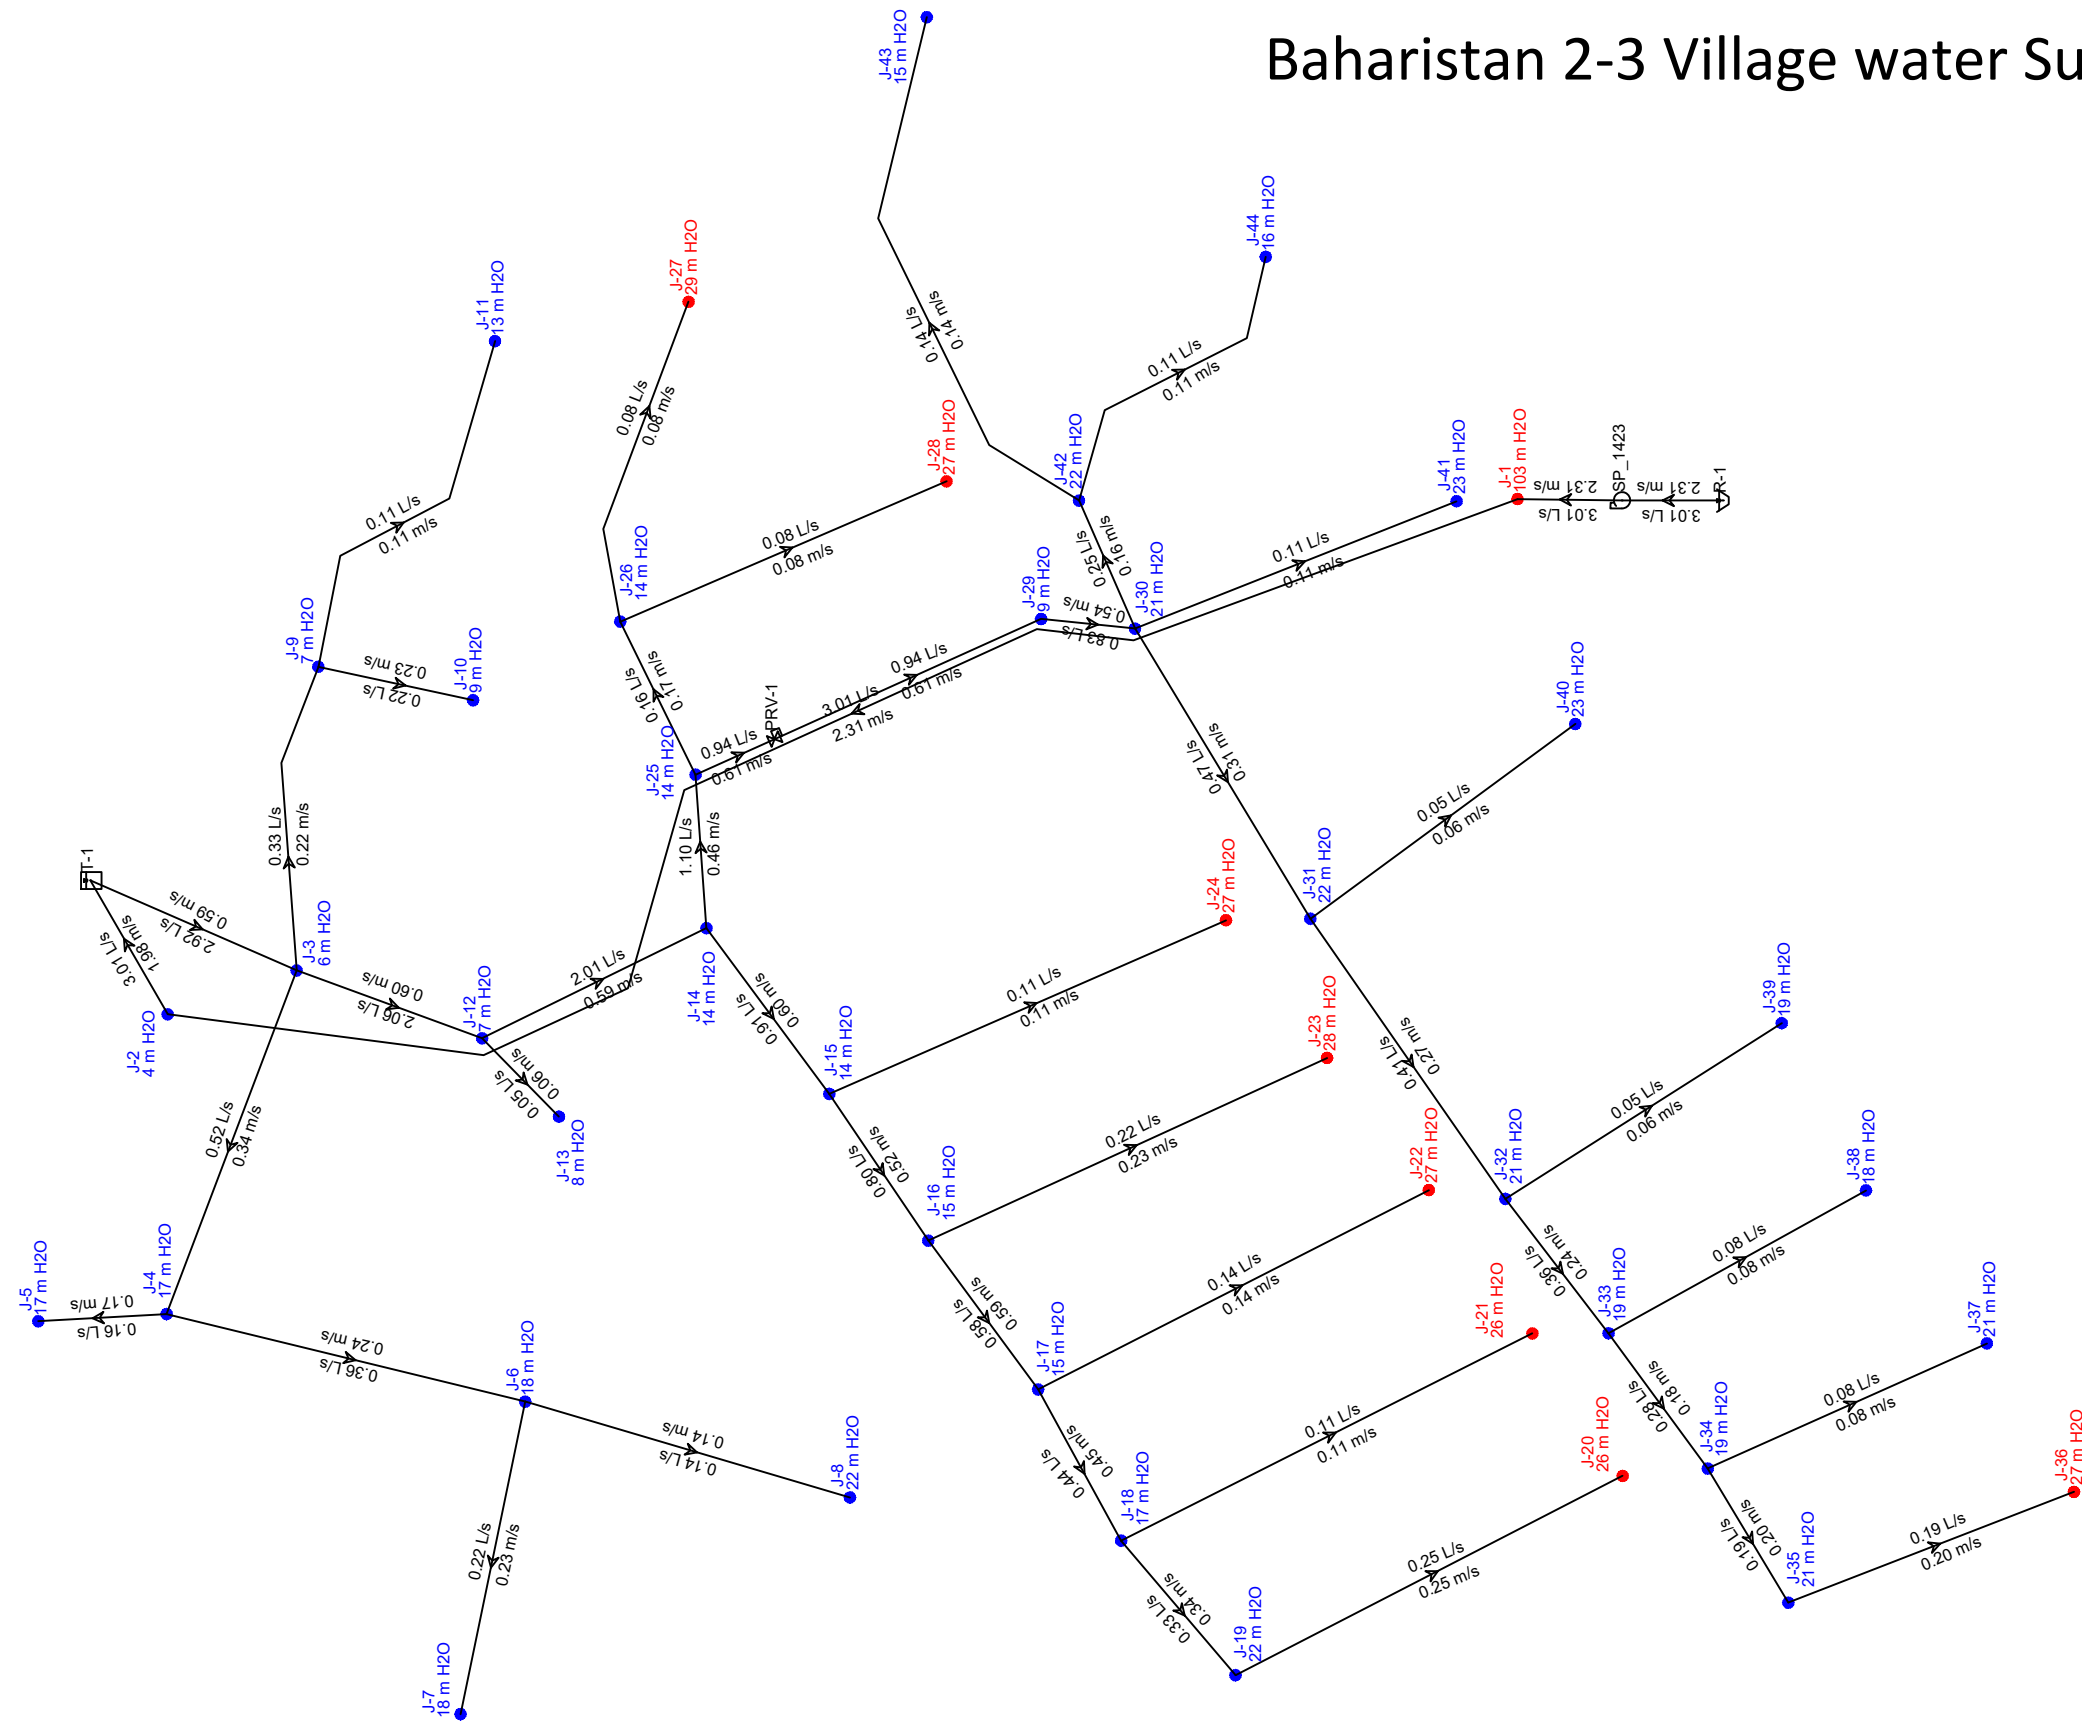 Baharistan 2-3 Village water Su
J-43
15 m H2O
0.14 L/s
0.14 m/s
J-44
16 m H2O
0.11 L/s
0.11 m/s
J-27
29 m H2O
0.08 L/s
0.08 m/s
J-11
13 m H2O
0.11 L/s
0.11 m/s
J-28
27 m H2O
0.08 L/s
0.08 m/s
J-42
22 m H2O
0.16 m/s
0.25 L/s
J-41
23 m H2O
0.11 L/s
0.11 m/s
J-1
103 m H2O
2.31 m/s
3.01 L/s
SP_1423
2.31 m/s
3.01 L/s
R-1
J-26
14 m H2O
0.17 m/s
0.16 L/s
J-29
9 m H2O
0.54 m/s
0.83 L/s
J-30
21 m H2O
J-9
7 m H2O
0.23 m/s
0.22 L/s
J-10
9 m H2O
0.94 L/s
0.61 m/s
3.01 L/s
2.31 m/s
PRV-1
0.94 L/s
0.61 m/s
J-25
14 m H2O
0.31 m/s
0.47 L/s
J-40
23 m H2O
0.05 L/s
0.06 m/s
0.33 L/s
0.22 m/s
1.10 L/s
0.46 m/s
T-1
0.59 m/s
2.92 L/s
1.98 m/s
3.01 L/s
J-3
6 m H2O
0.60 m/s
2.06 L/s
J-12
7 m H2O
2.01 L/s
0.59 m/s
J-14
14 m H2O
0.60 m/s
0.91 L/s
J-24
27 m H2O
0.11 L/s
0.11 m/s
J-31
22 m H2O
0.27 m/s
0.41 L/s
J-2
4 m H2O
0.06 m/s
0.05 L/s
J-13
8 m H2O
J-15
14 m H2O
J-23
28 m H2O
0.22 L/s
0.23 m/s
J-39
19 m H2O
0.05 L/s
0.06 m/s
0.52 L/s
0.34 m/s
0.52 m/s
0.80 L/s
J-16
15 m H2O
J-22
27 m H2O
0.14 L/s
0.14 m/s
J-32
21 m H2O
0.24 m/s
0.36 L/s
J-38
18 m H2O
0.08 L/s
0.08 m/s
J-5
17 m H2O
0.17 m/s
0.16 L/s
J-4
17 m H2O
0.24 m/s
0.36 L/s
J-6
18 m H2O
0.14 m/s
0.14 L/s
J-8
22 m H2O
0.59 m/s
0.58 L/s
J-17
15 m H2O
J-21
26 m H2O
0.11 L/s
0.11 m/s
J-33
19 m H2O
0.18 m/s
0.28 L/s
J-37
21 m H2O
0.08 L/s
0.08 m/s
0.45 m/s
0.44 L/s
J-18
17 m H2O
J-20
26 m H2O
0.25 L/s
0.25 m/s
J-34
19 m H2O
0.20 m/s
0.19 L/s
J-36
27 m H2O
0.19 L/s
0.20 m/s
J-35
21 m H2O
0.22 L/s
0.23 m/s
0.34 m/s
0.33 L/s
J-19
22 m H2O
J-7
18 m H2O